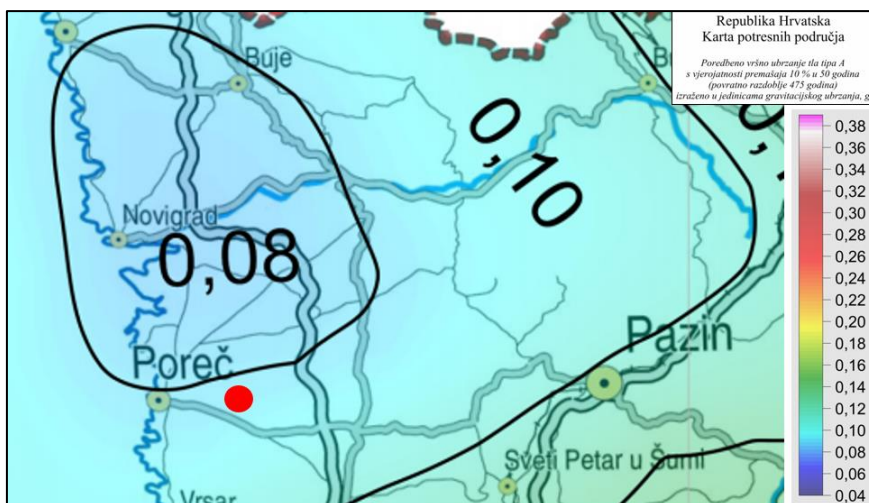 Republika Hrvatska
Karta potresnih područja
Poredbeno vršno ubrzanje tla tipa A
s vjerojatnosti premašaja 10 % u 50 godina
(povratno razdoblje 475 godina)
izraženo u jedinicama gravitacijskog ubrzanja, g
Buje
Bu
0,10
0,1
Novigrad
0,08
Poreč
Pazin
Sveti Petar u Šumi
Vrsar
0,38
0,36
0,34
0,32
0,30
0,28
0,26
0,24
0,22
0,20
0,18
0,16
0,14
0,12
0,10
0,08
0,06
0,04